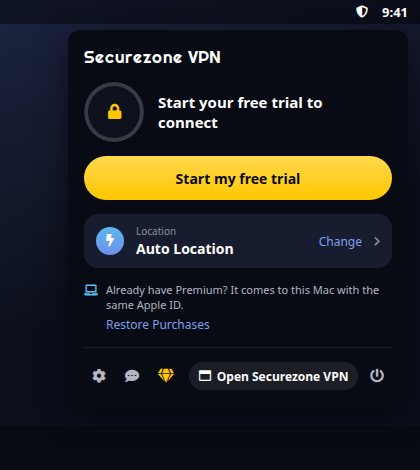 9:41
Securezone VPN
Start your free trial to
connect
Start my free trial
Location
Auto Location
Change
Already have Premium? It comes to this Mac with the
same Apple ID.
Restore Purchases
Open Securezone VPN